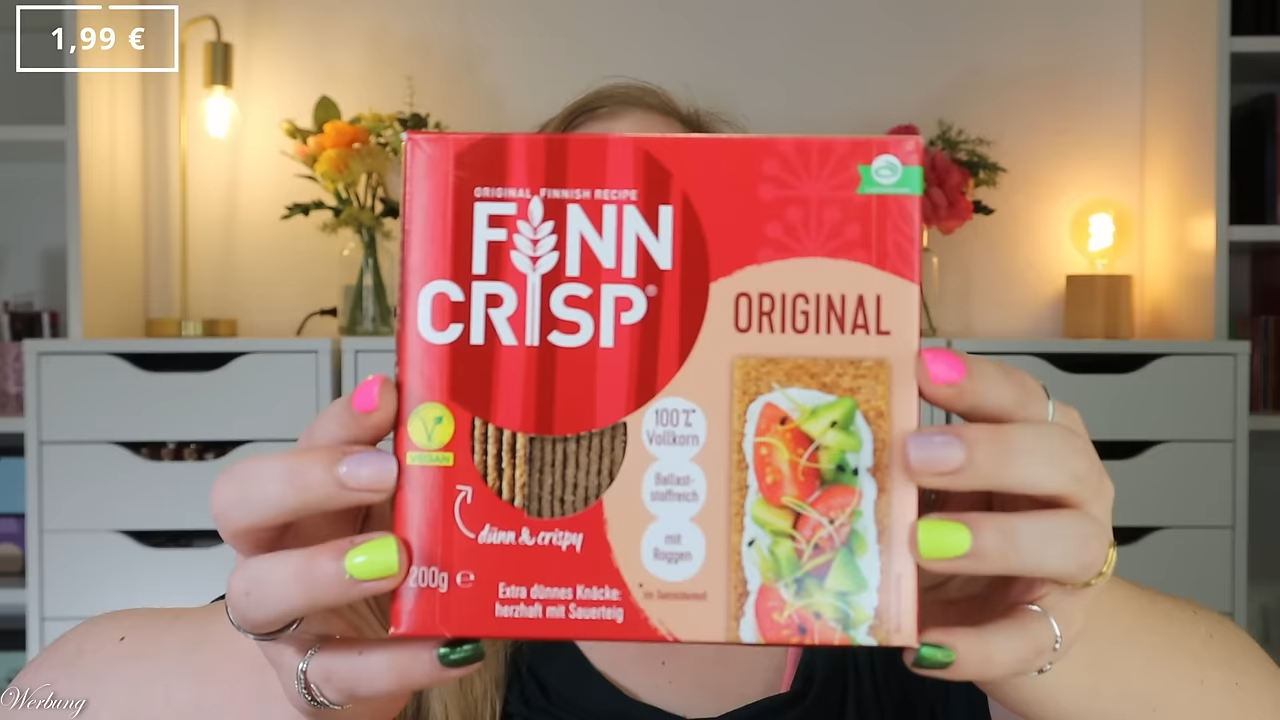 1,99 €
ORIGINAL FINNISH RECIPE
FINN
CRISP®
ORIGINAL
100%*
Vollkorn
VEGAN
Ballast-
stoffreich
dünn & crispy
mit
Roggen
200g ℮
Extra dünnes Knäcke:
herzhaft mit Sauerteig
Werbung